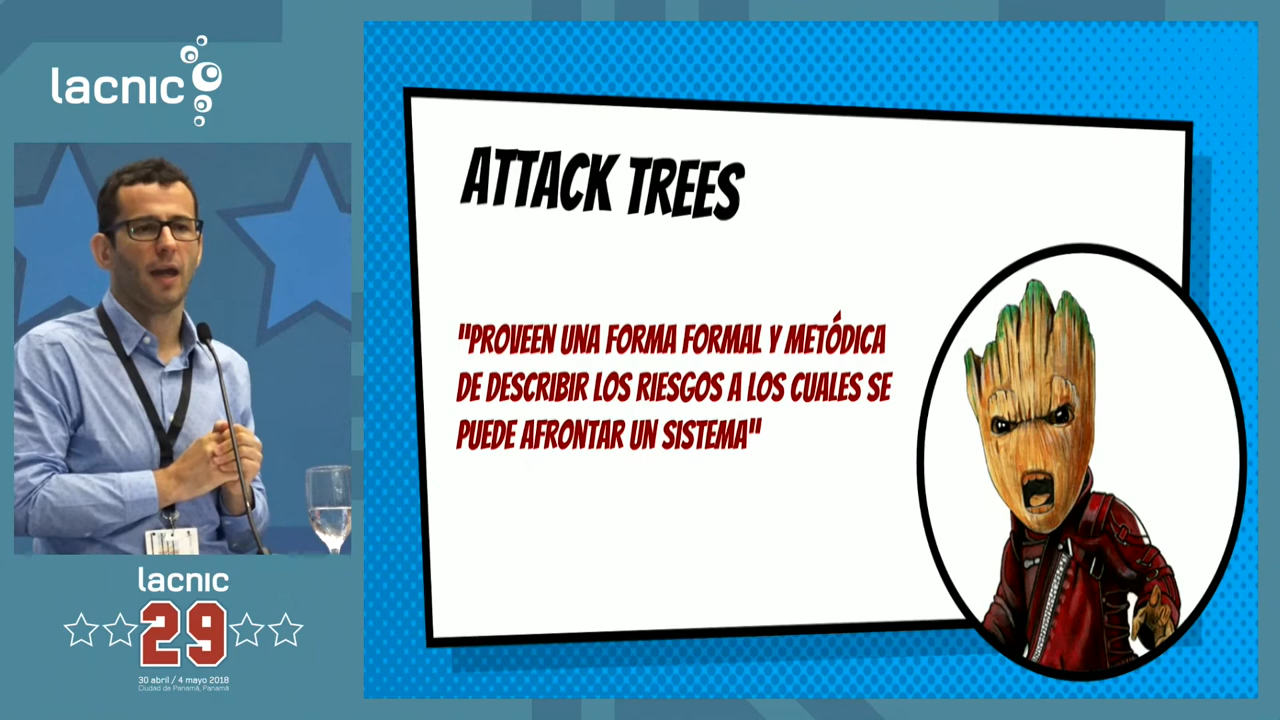 lacnic
lacnic
29
30 abril / 4 mayo 2018
Ciudad de Panamá, Panamá
ATTACK TREES
"PROVEEN UNA FORMA FORMAL Y METÓDICA
DE DESCRIBIR LOS RIESGOS A LOS CUALES SE
PUEDE AFRONTAR UN SISTEMA"